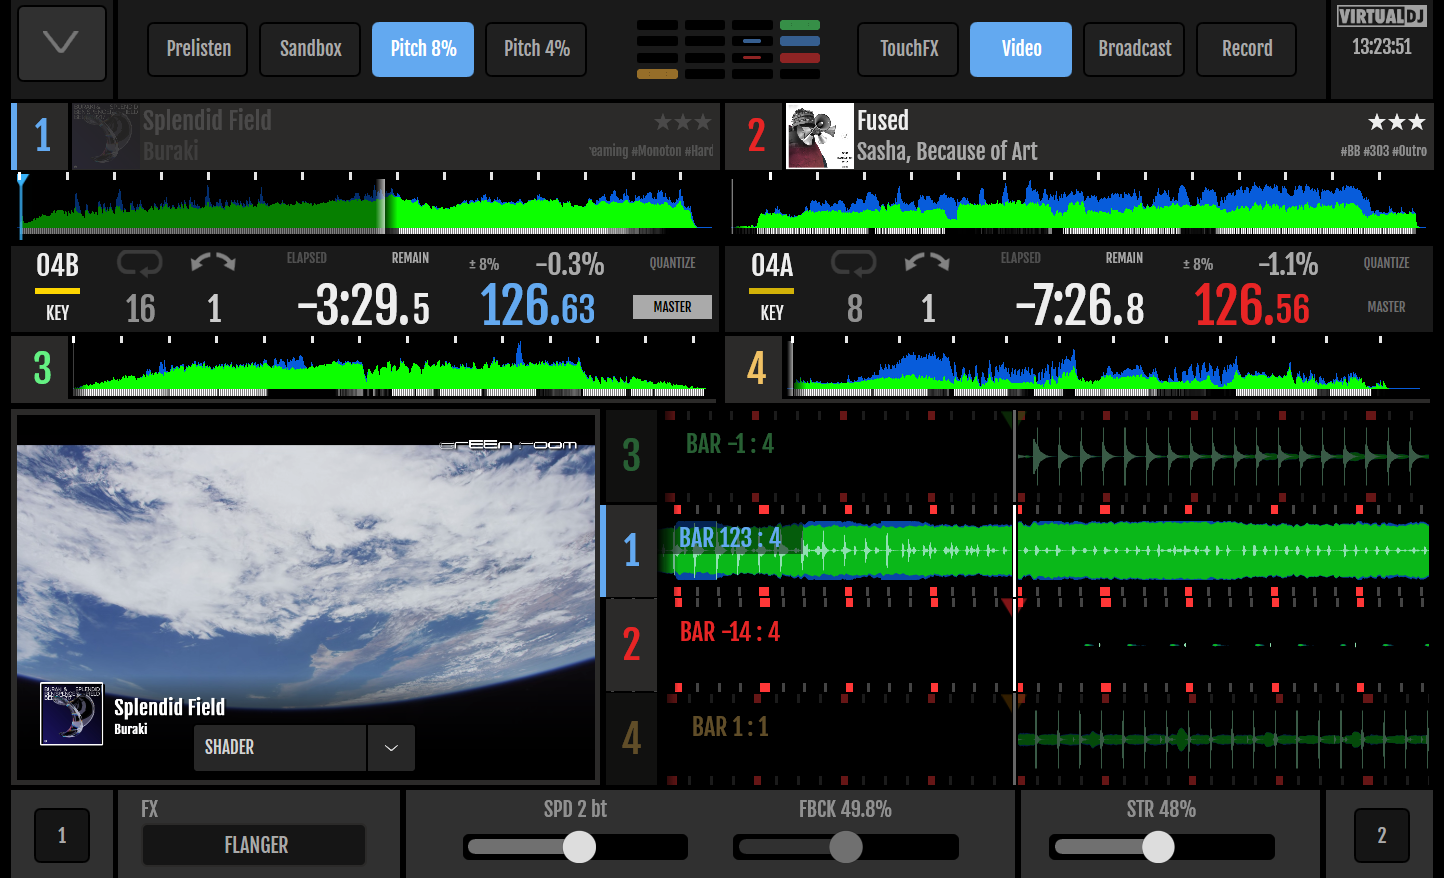 Prelisten Sandbox Pitch 8% Pitch 4% TouchFX Video Broadcast Record
VIRTUALDJ
13:23:51
1
Splendid Field
★★★
Buraki
eaming #Monoton #Hard
2
Fused
★★★
Sasha, Because of Art
#BB #303 #Outro
04B
KEY
16
1
ELAPSED REMAIN
-3:29.5
± 8% -0.3%
126.63
QUANTIZE
MASTER
04A
KEY
8
1
ELAPSED REMAIN
-7:26.8
± 8% -1.1%
126.56
QUANTIZE
MASTER
3
4
GREEN ROOM
Splendid Field
Buraki
SHADER
3
BAR -1 : 4
1
BAR 123 : 4
2
BAR -14 : 4
4
BAR 1 : 1
1
FX
FLANGER
SPD 2 bt
FBCK 49.8%
STR 48%
2